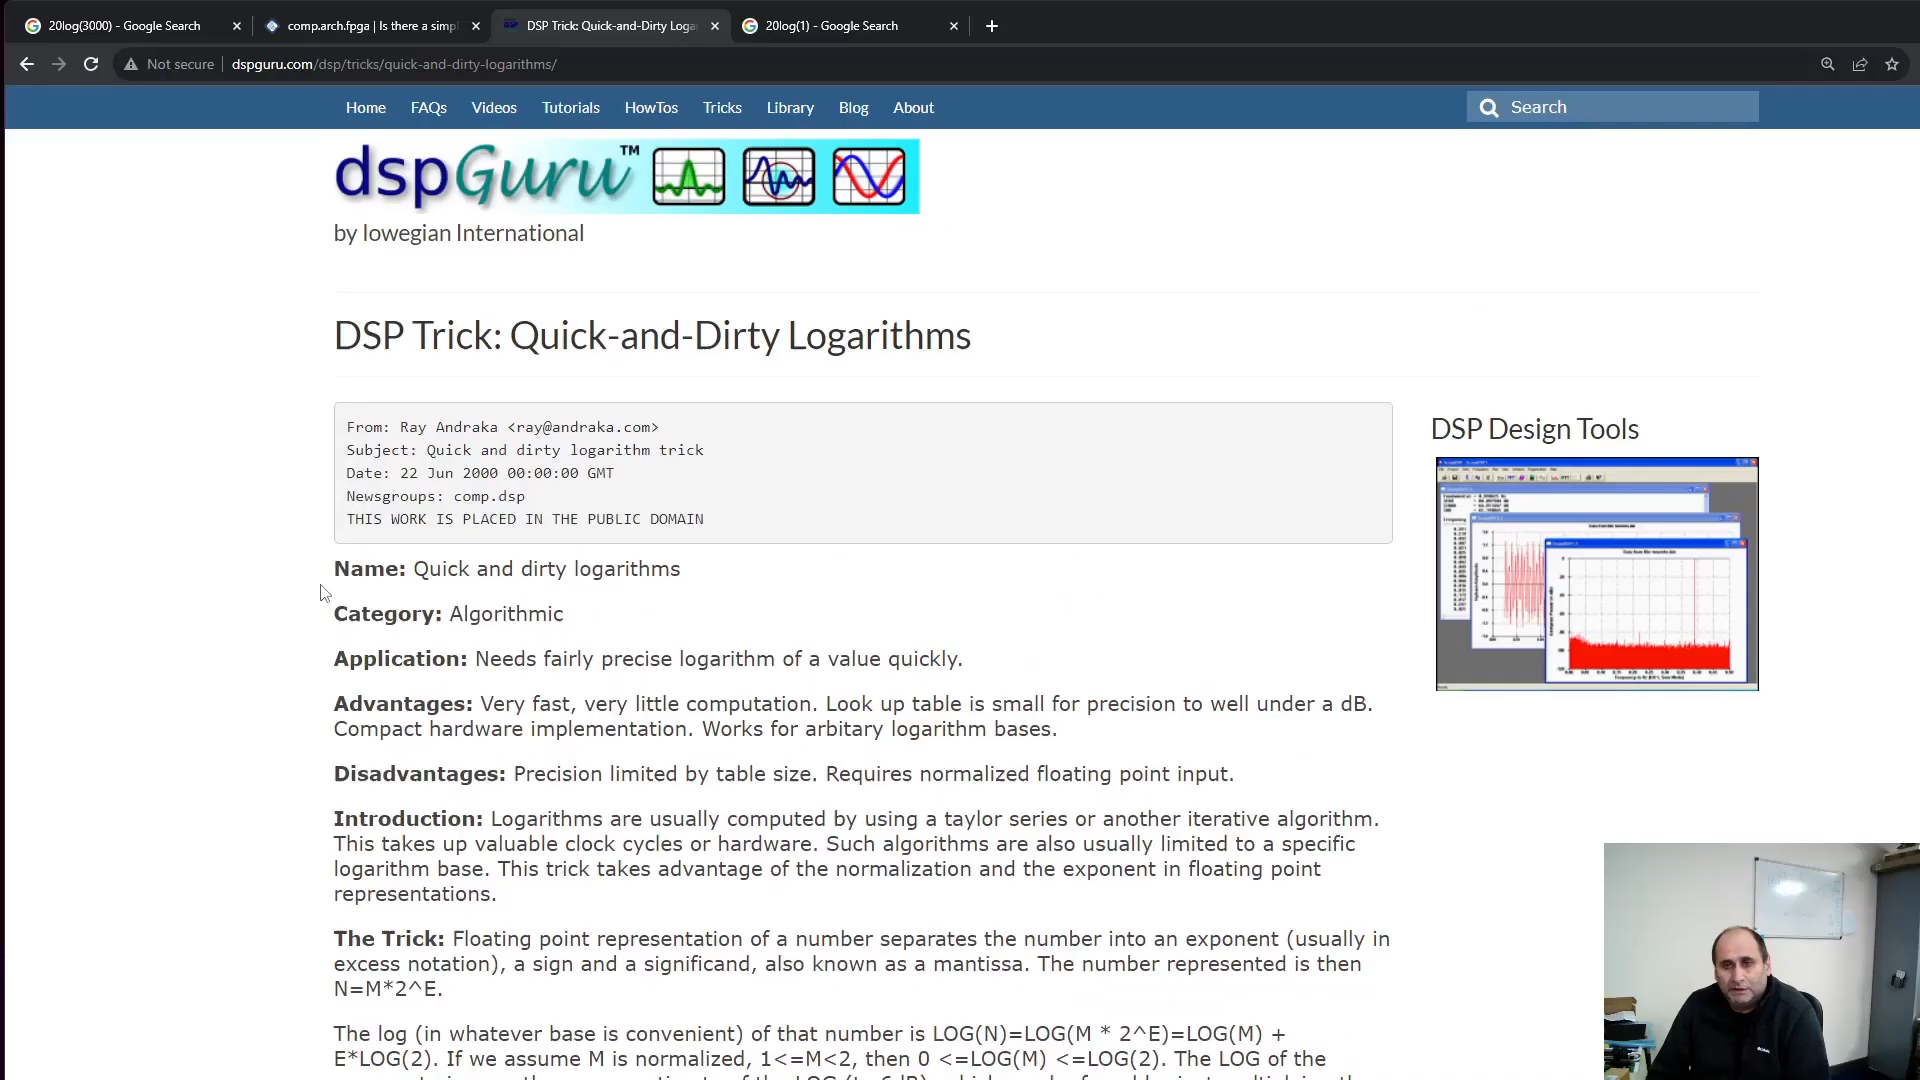 20log(3000) - Google Search
comp.arch.fpga | Is there a simpl
DSP Trick: Quick-and-Dirty Loga
20log(1) - Google Search
Not secure
dspguru.com/dsp/tricks/quick-and-dirty-logarithms/
Home FAQs Videos Tutorials HowTos Tricks Library Blog About
Search
dspGuru™
by Iowegian International
DSP Trick: Quick-and-Dirty Logarithms
From: Ray Andraka <ray@andraka.com>
Subject: Quick and dirty logarithm trick
Date: 22 Jun 2000 00:00:00 GMT
Newsgroups: comp.dsp
THIS WORK IS PLACED IN THE PUBLIC DOMAIN
DSP Design Tools
Name: Quick and dirty logarithms
Category: Algorithmic
Application: Needs fairly precise logarithm of a value quickly.
Advantages: Very fast, very little computation. Look up table is small for precision to well under a dB.
Compact hardware implementation. Works for arbitary logarithm bases.
Disadvantages: Precision limited by table size. Requires normalized floating point input.
Introduction: Logarithms are usually computed by using a taylor series or another iterative algorithm.
This takes up valuable clock cycles or hardware. Such algorithms are also usually limited to a specific
logarithm base. This trick takes advantage of the normalization and the exponent in floating point
representations.
The Trick: Floating point representation of a number separates the number into an exponent (usually in
excess notation), a sign and a significand, also known as a mantissa. The number represented is then
N=M*2^E.
The log (in whatever base is convenient) of that number is LOG(N)=LOG(M * 2^E)=LOG(M) +
E*LOG(2). If we assume M is normalized, 1<=M<2, then 0 <=LOG(M) <=LOG(2). The LOG of the